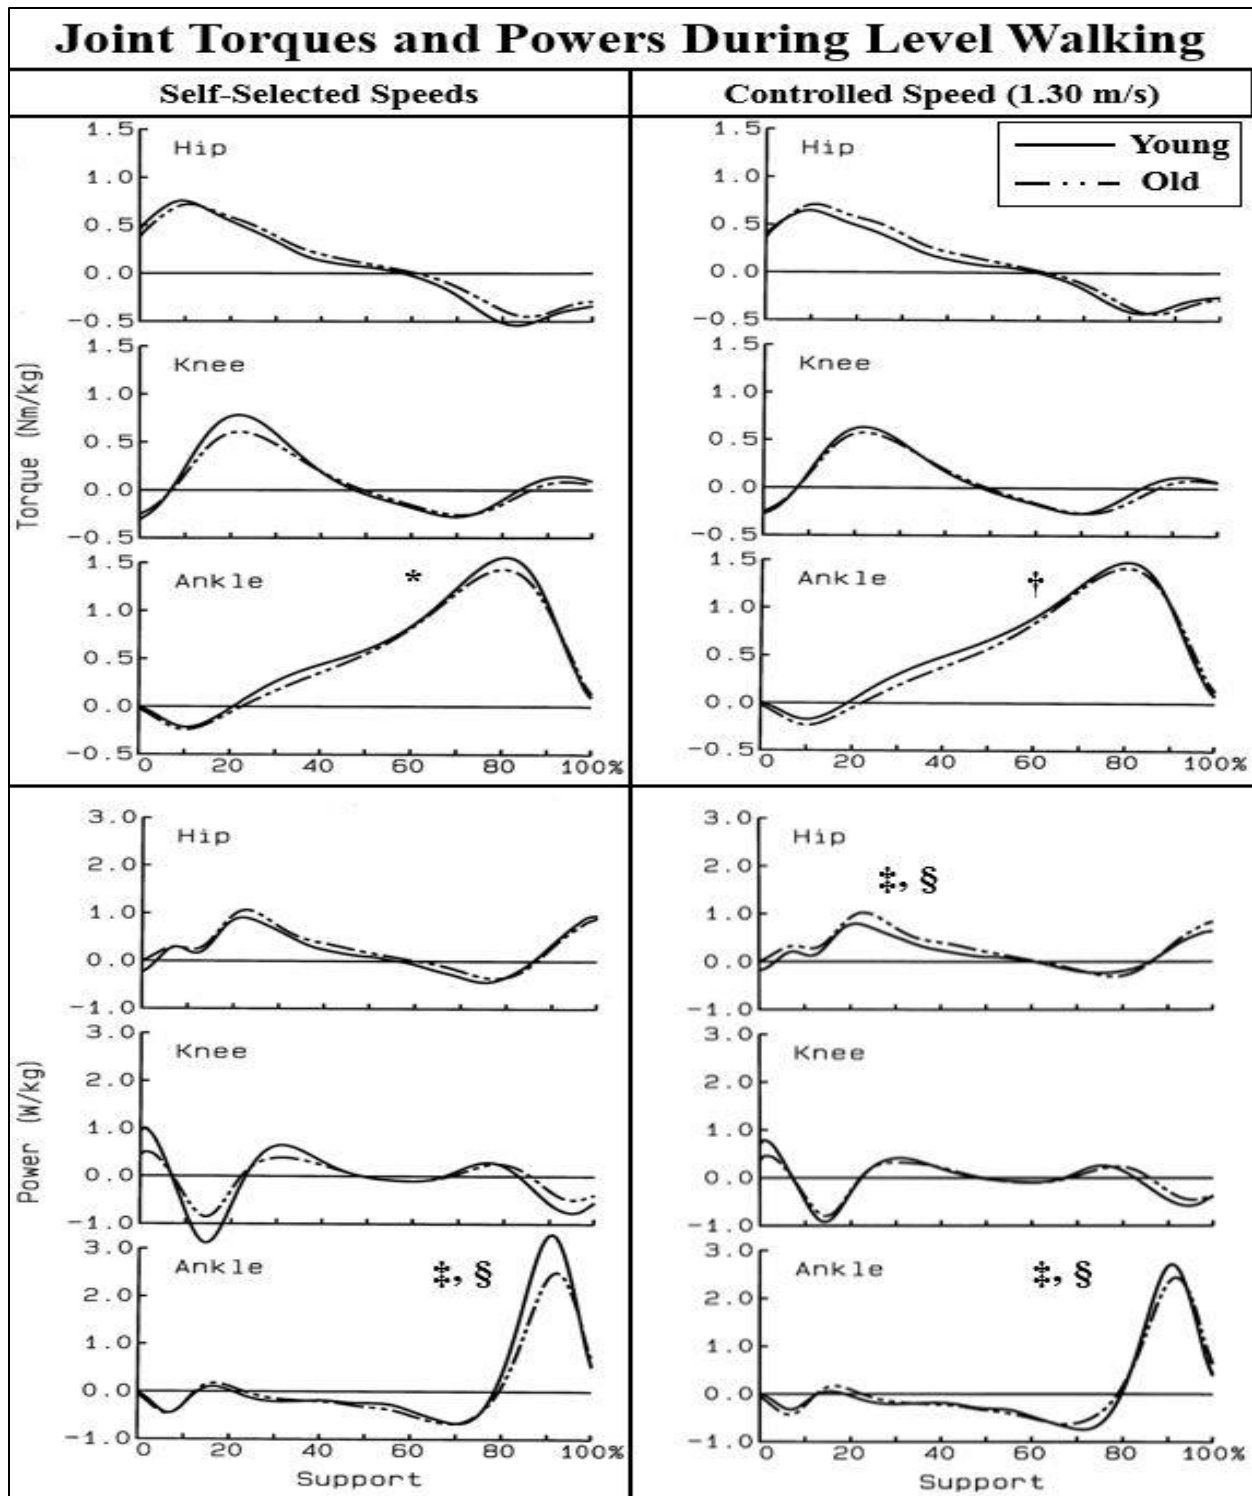 Joint Torques and Powers During Level Walking
Self-Selected Speeds
Controlled Speed (1.30 m/s)
Torque (Nm/kg)
1.5
Hip
1.0
0.5
0.0
-0.5
1.5
Knee
1.0
0.5
0.0
-0.5
1.5
Ankle
*
1.0
0.5
0.0
-0.5
0 20 40 60 80 100%
1.5
Hip
Young
Old
1.0
0.5
0.0
-0.5
1.5
Knee
1.0
0.5
0.0
-0.5
1.5
Ankle
†
1.0
0.5
0.0
-0.5
0 20 40 60 80 100%
Power (W/kg)
3.0
Hip
2.0
1.0
0.0
-1.0
3.0
Knee
2.0
1.0
0.0
-1.0
3.0
Ankle
‡, §
2.0
1.0
0.0
-1.0
0 20 40 60 80 100%
Support
3.0
Hip
2.0
‡, §
1.0
0.0
-1.0
3.0
Knee
2.0
1.0
0.0
-1.0
3.0
Ankle
‡, §
2.0
1.0
0.0
-1.0
0 20 40 60 80 100%
Support